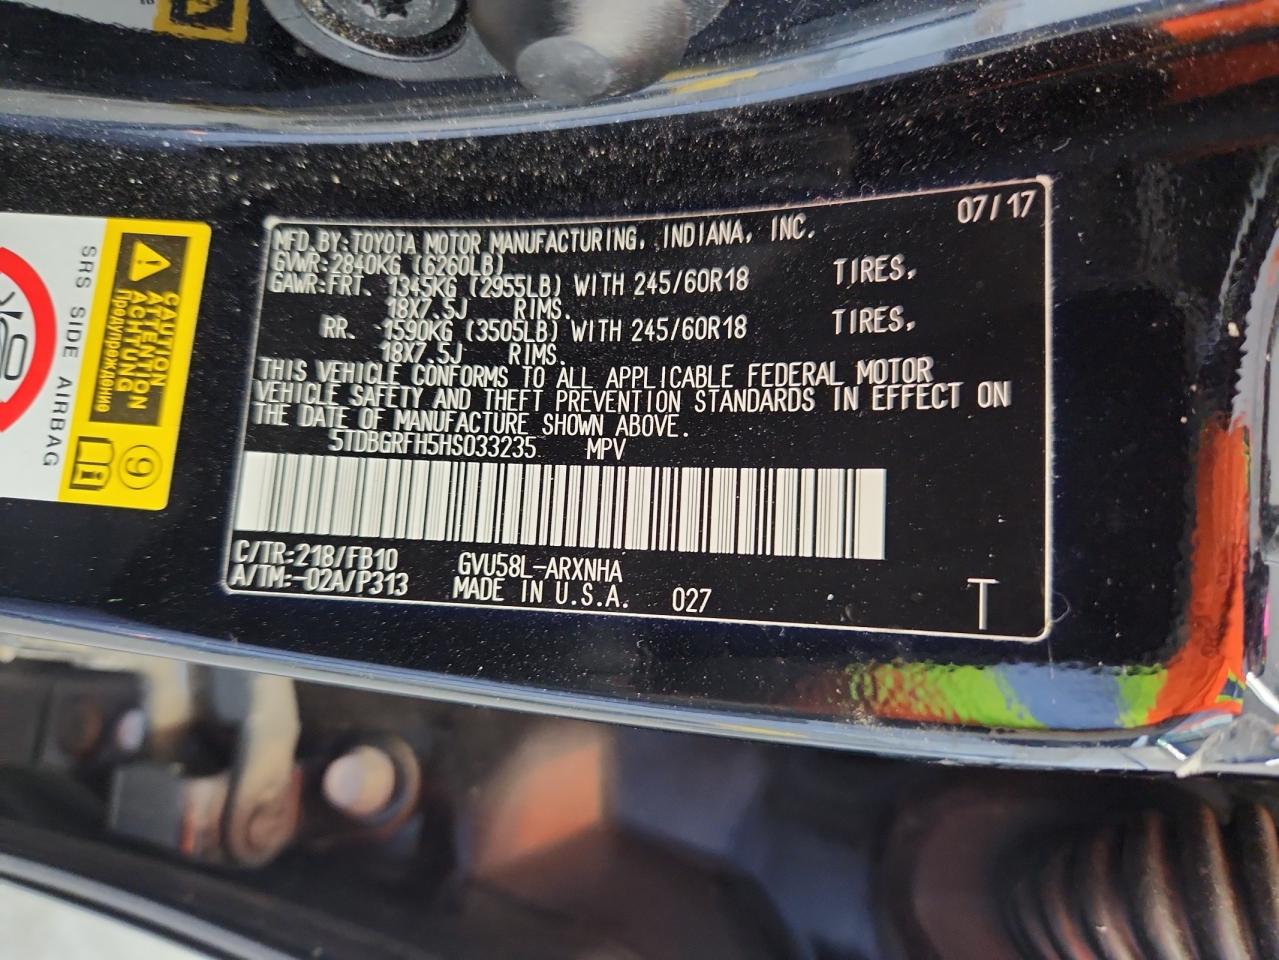 07/17
MFD.BY:TOYOTA MOTOR MANUFACTURING, INDIANA, INC.
GVWR:2840KG (6260LB)
GAWR:FRT. 1345KG (2955LB) WITH 245/60R18 TIRES,
18X7.5J RIMS.
RR. 1590KG (3505LB) WITH 245/60R18 TIRES,
18X7.5J RIMS.
THIS VEHICLE CONFORMS TO ALL APPLICABLE FEDERAL MOTOR
VEHICLE SAFETY AND THEFT PREVENTION STANDARDS IN EFFECT ON
THE DATE OF MANUFACTURE SHOWN ABOVE.
5TDBGRFH5HS033235 MPV
C/TR:218/FB10 GVU58L-ARXNHA
A/TM:-02A/P313 MADE IN U.S.A. 027
T
SRS SIDE AIRBAG
CAUTION
ATTENTION
ACHTUNG
Предупреждение
9